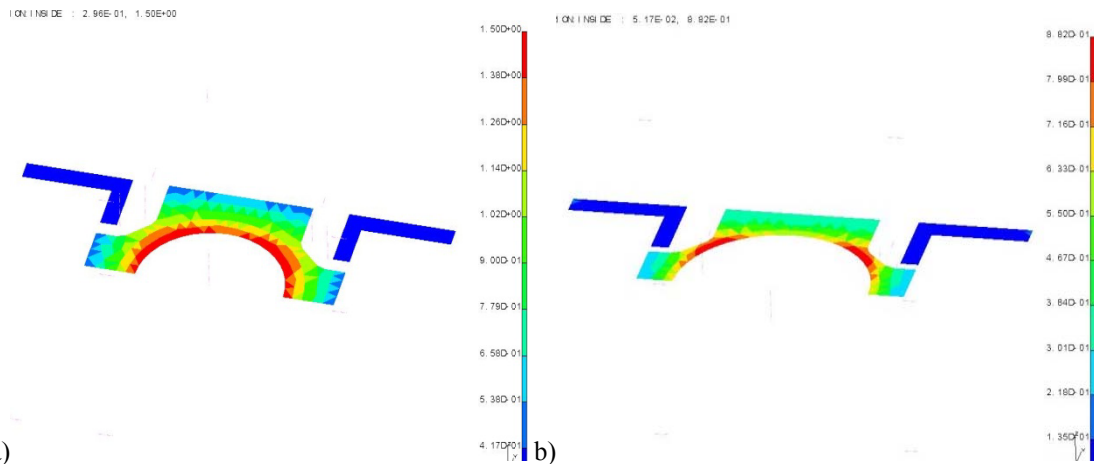 ION:INSIDE : 2.96E-01, 1.50E+00
1.50D+00
1.38D+00
1.26D+00
1.14D+00
1.02D+00
9.00D-01
7.79D-01
6.58D-01
5.38D-01
4.17D-01
a)
ION:INSIDE : 5.17E-02, 8.82E-01
8.82D-01
7.99D-01
7.16D-01
6.33D-01
5.50D-01
4.67D-01
3.84D-01
3.01D-01
2.18D-01
1.35D-01
b)